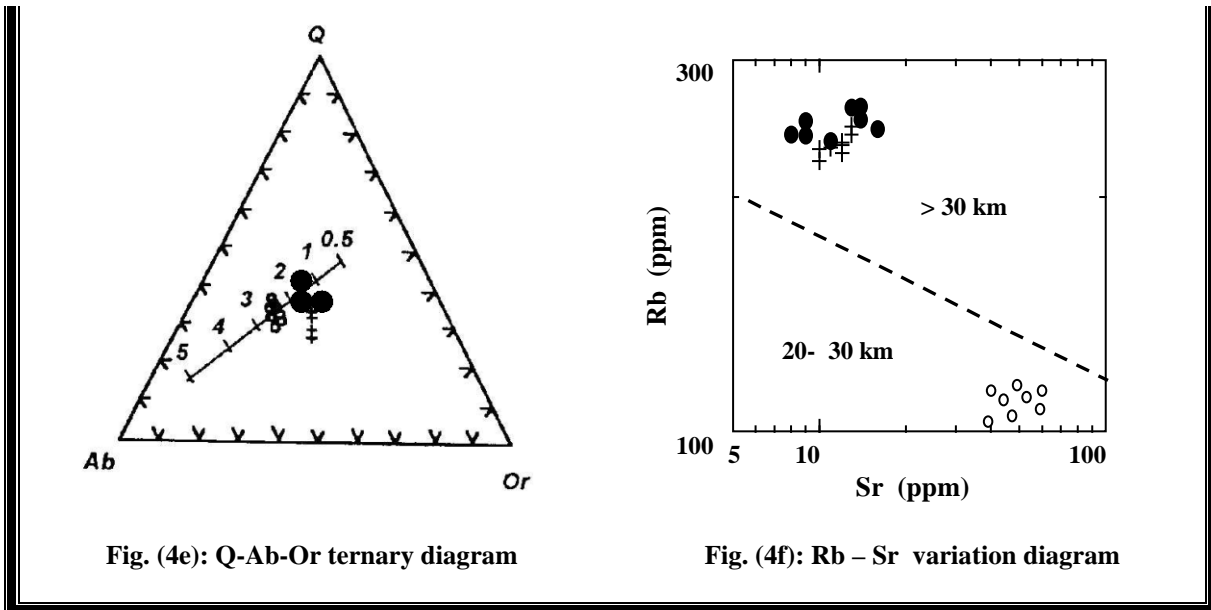 Q
0.5
1
2
3
4
5
Ab
Or
Fig. (4e): Q-Ab-Or ternary diagram
300
> 30 km
Rb (ppm)
20- 30 km
100
5
10
100
Sr (ppm)
Fig. (4f): Rb – Sr variation diagram